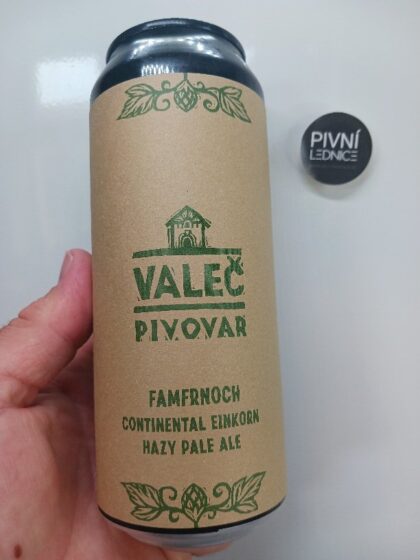 VALEČ
PIVOVAR
FAMFRNOCH
CONTINENTAL EINKORN
HAZY PALE ALE
PIVNÍ
LEDNICE